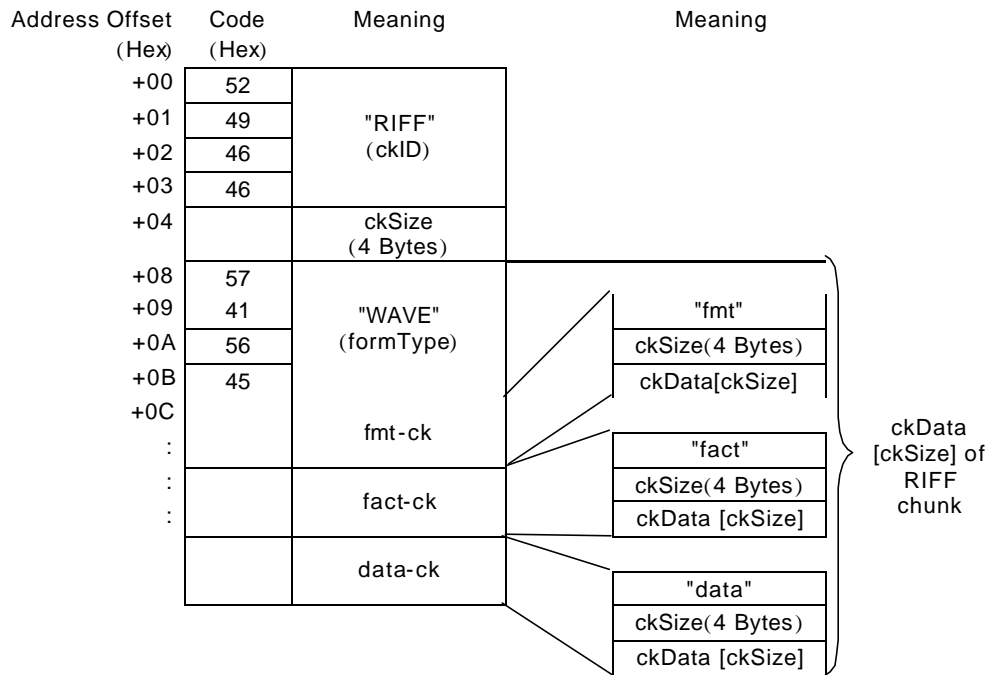 Address Offset Code Meaning Meaning
(Hex) (Hex)
+00 52
+01 49 "RIFF"
+02 46 (ckID)
+03 46
+04 ckSize
(4 Bytes)
+08 57
+09 41 "WAVE" "fmt"
+0A 56 (formType) ckSize(4 Bytes)
+0B 45 ckData[ckSize]
+0C
: fmt-ck "fact"
: fact-ck ckSize(4 Bytes)
: ckData [ckSize]
data-ck "data"
ckSize(4 Bytes)
ckData [ckSize]
ckData
[ckSize] of
RIFF
chunk